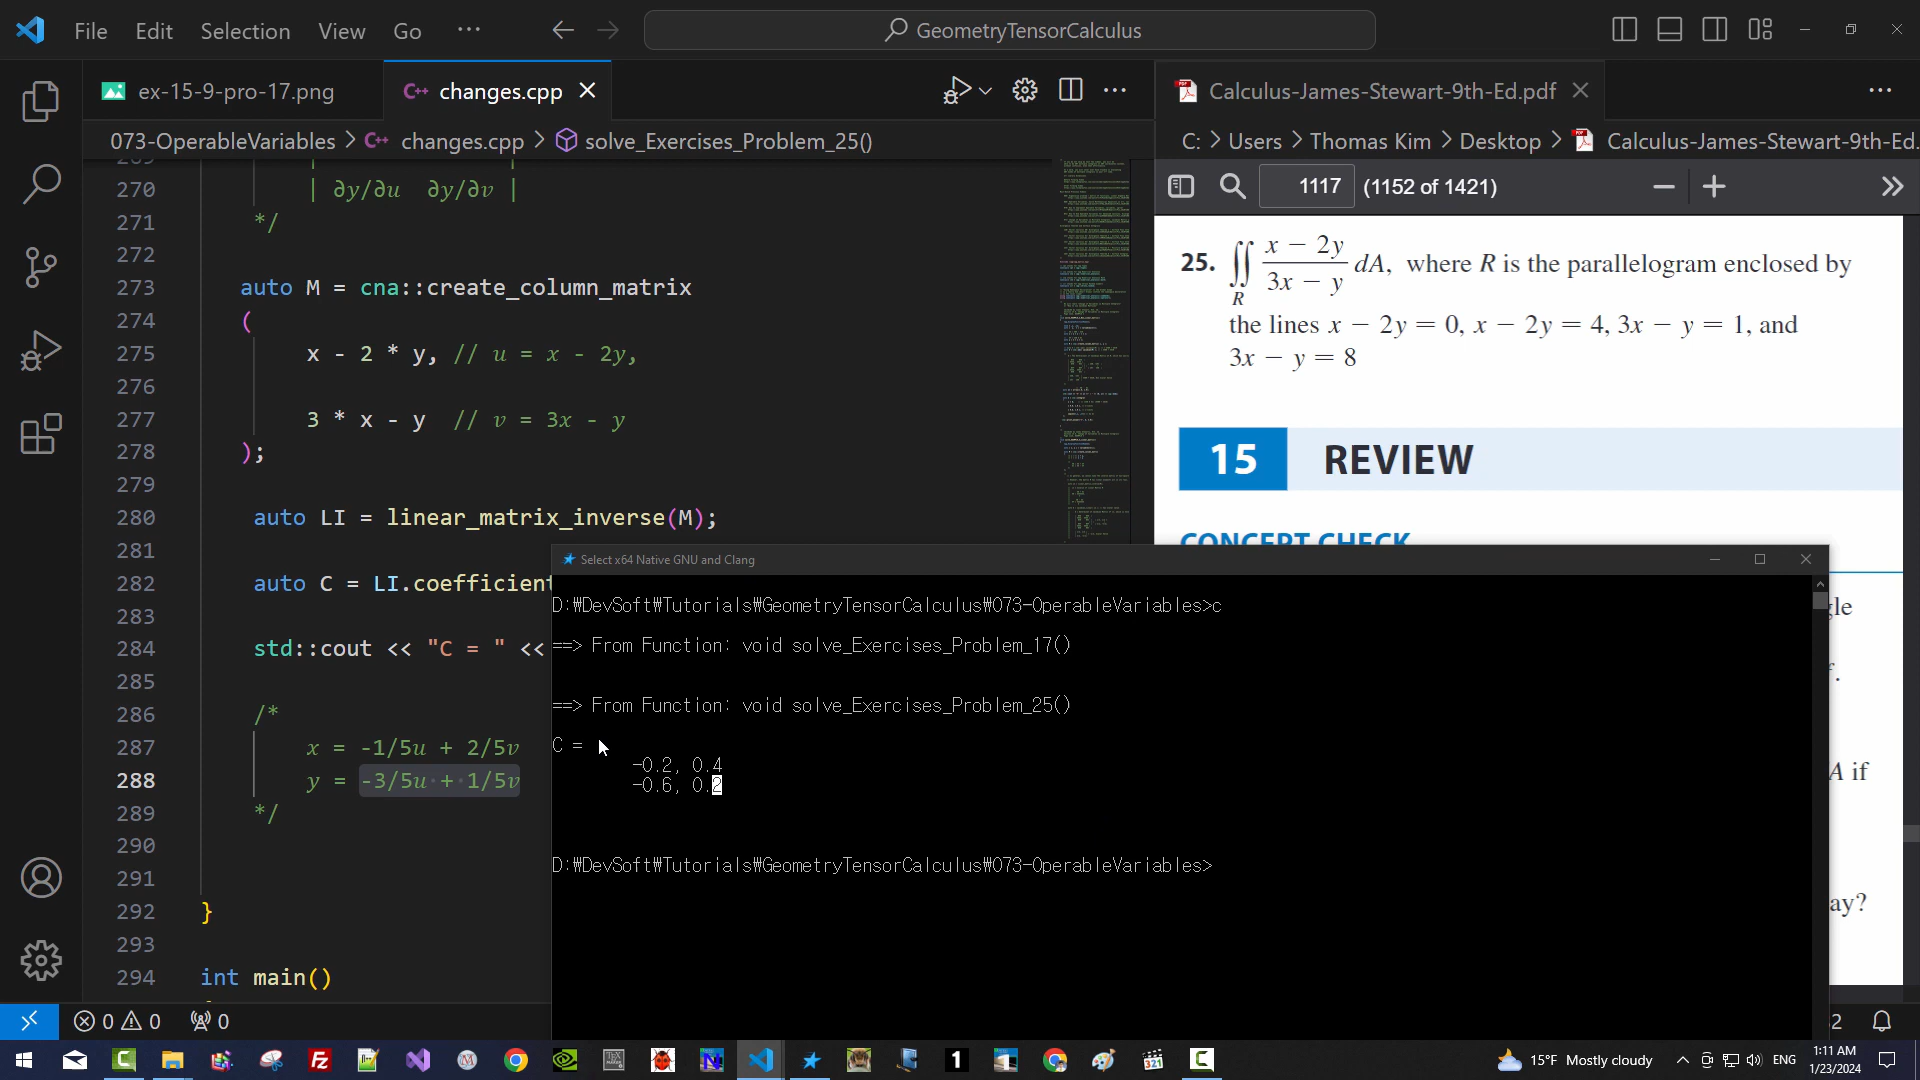 File Edit Selection View Go ··· GeometryTensorCalculus
ex-15-9-pro-17.png changes.cpp
073-OperableVariables > changes.cpp > solve_Exercises_Problem_25()
270 | ∂y/∂u ∂y/∂v |
271 */
272
273 auto M = cna::create_column_matrix
274 (
275 x - 2 * y, // u = x - 2y,
276
277 3 * x - y // v = 3x - y
278 );
279
280 auto LI = linear_matrix_inverse(M);
281
282 auto C = LI.coefficient
283
284 std::cout << "C = " <<
285
286 /*
287 x = -1/5u + 2/5v
288 y = -3/5u + 1/5v
289 */
290
291
292 }
293
294 int main()
Calculus-James-Stewart-9th-Ed.pdf
C: > Users > Thomas Kim > Desktop > Calculus-James-Stewart-9th-Ed.
1117 (1152 of 1421)
25. ∬R (x − 2y)/(3x − y) dA, where R is the parallelogram enclosed by
the lines x − 2y = 0, x − 2y = 4, 3x − y = 1, and
3x − y = 8
15 REVIEW
CONCEPT CHECK
gle
f.
A if
ay?
Select x64 Native GNU and Clang
D:₩DevSoft₩Tutorials₩GeometryTensorCalculus₩073-OperableVariables>c
==> From Function: void solve_Exercises_Problem_17()
==> From Function: void solve_Exercises_Problem_25()
C =
-0.2, 0.4
-0.6, 0.2
D:₩DevSoft₩Tutorials₩GeometryTensorCalculus₩073-OperableVariables>
0 0 0
2
15°F Mostly cloudy ENG 1:11 AM
1/23/2024